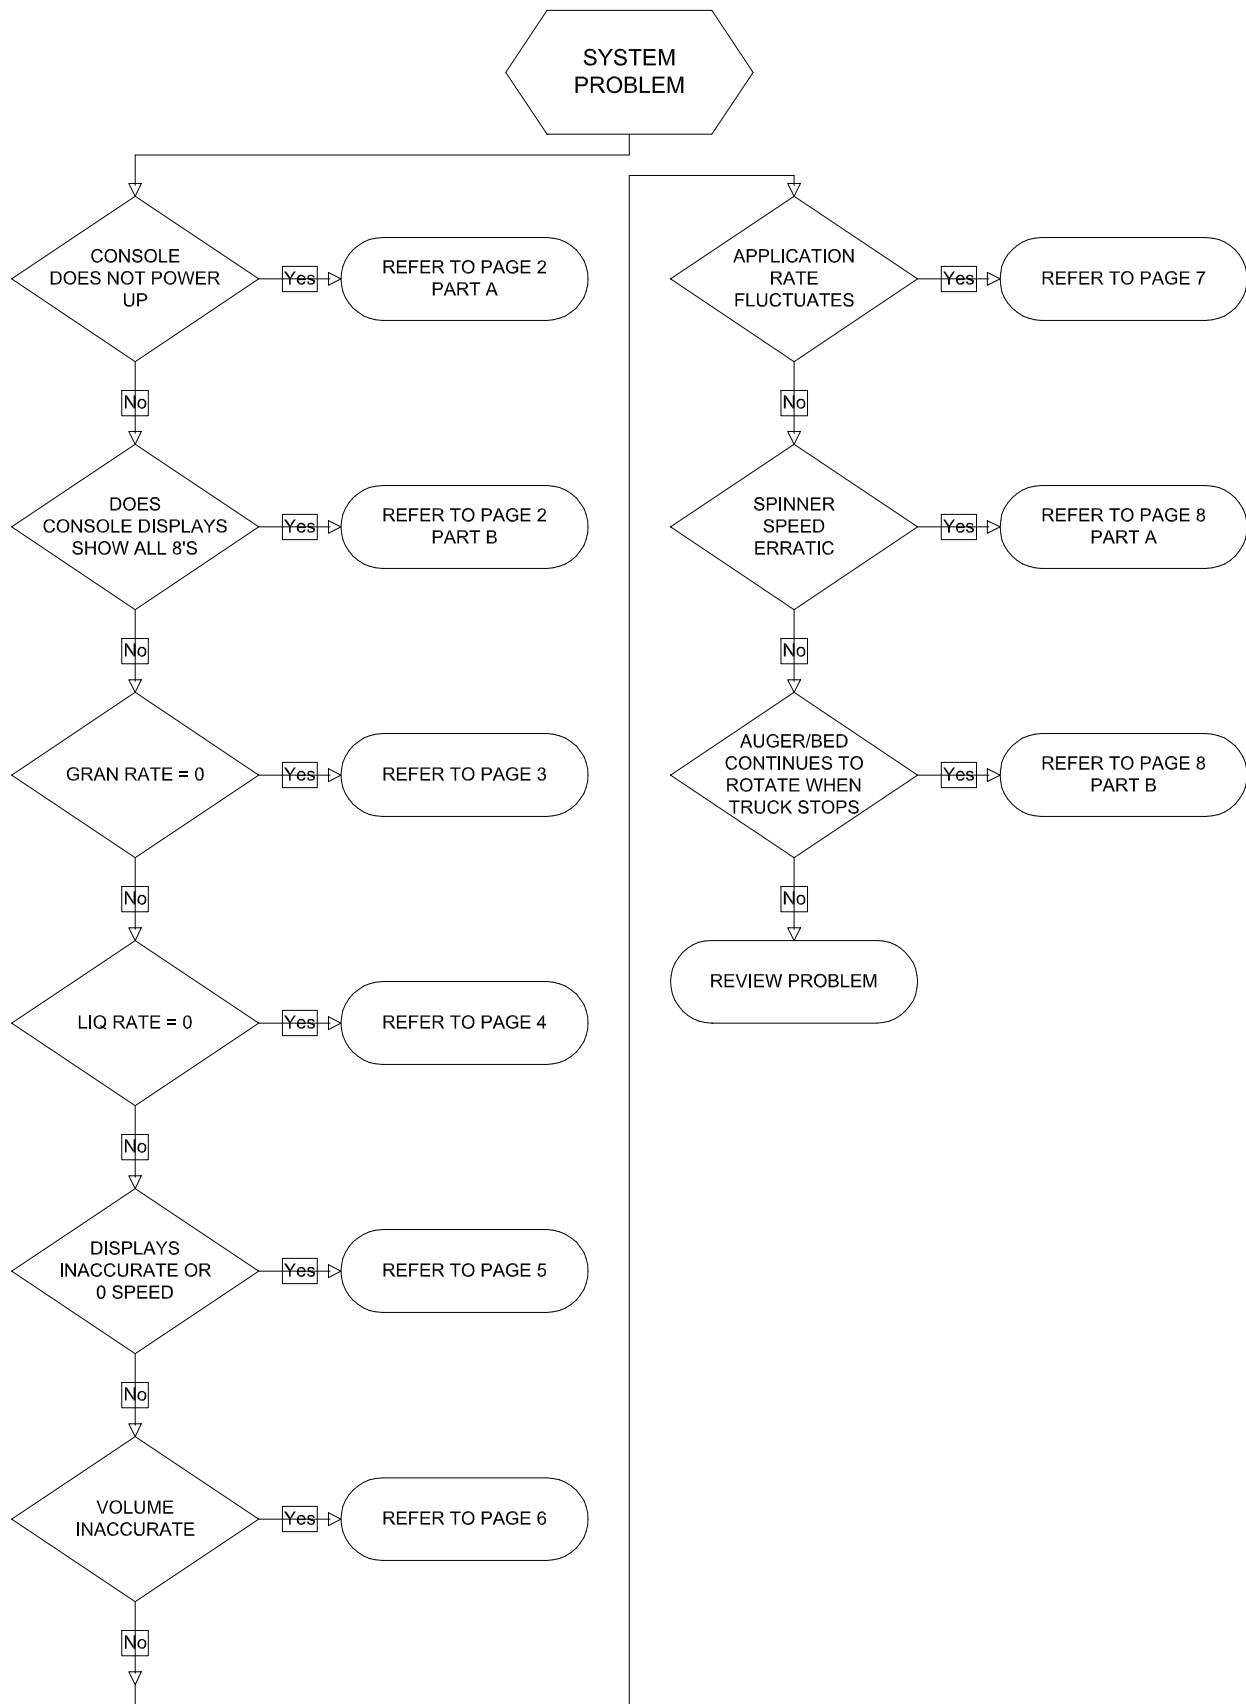 SYSTEM
PROBLEM
CONSOLE
DOES NOT POWER
UP
Yes
REFER TO PAGE 2
PART A
No
DOES
CONSOLE DISPLAYS
SHOW ALL 8'S
Yes
REFER TO PAGE 2
PART B
No
GRAN RATE = 0
Yes
REFER TO PAGE 3
No
LIQ RATE = 0
Yes
REFER TO PAGE 4
No
DISPLAYS
INACCURATE OR
0 SPEED
Yes
REFER TO PAGE 5
No
VOLUME
INACCURATE
Yes
REFER TO PAGE 6
No
APPLICATION
RATE
FLUCTUATES
Yes
REFER TO PAGE 7
No
SPINNER
SPEED
ERRATIC
Yes
REFER TO PAGE 8
PART A
No
AUGER/BED
CONTINUES TO
ROTATE WHEN
TRUCK STOPS
Yes
REFER TO PAGE 8
PART B
No
REVIEW PROBLEM